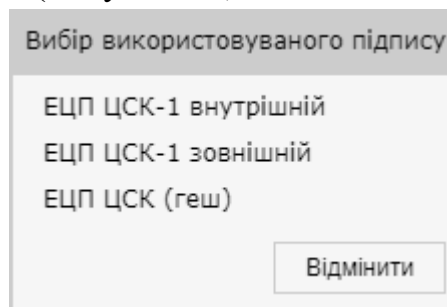 Вибір використовуваного підпису
ЕЦП ЦСК-1 внутрішній
ЕЦП ЦСК-1 зовнішній
ЕЦП ЦСК (геш)
Відмінити